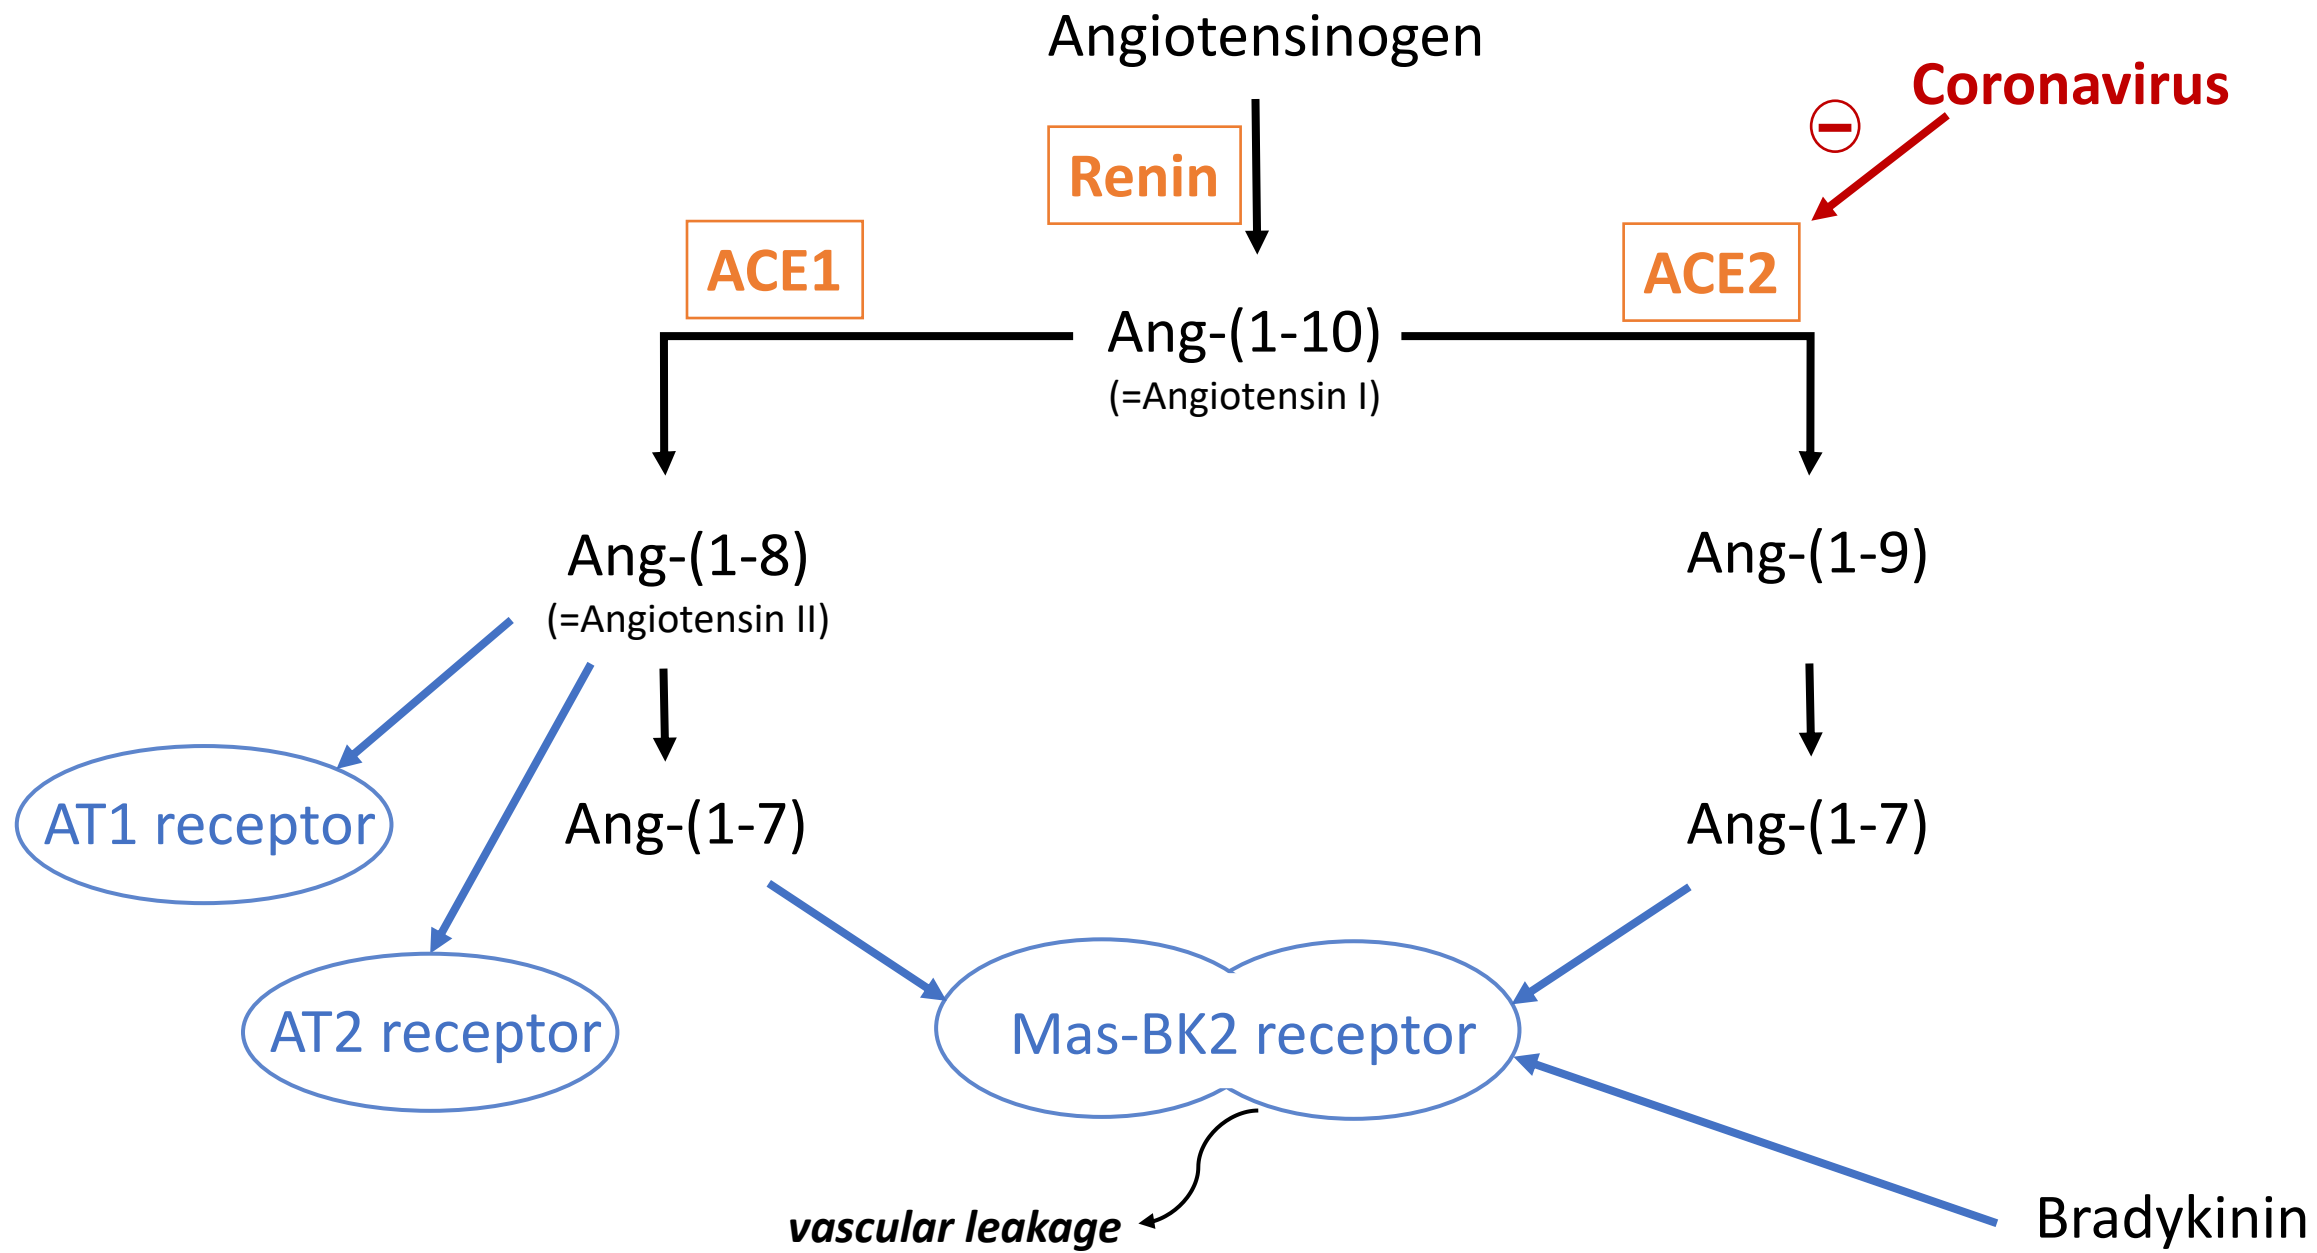 Angiotensinogen
Coronavirus
Renin
ACE1
ACE2
Ang-(1-10)
(=Angiotensin I)
Ang-(1-8)
(=Angiotensin II)
Ang-(1-9)
AT1 receptor
Ang-(1-7)
Ang-(1-7)
AT2 receptor
Mas-BK2 receptor
vascular leakage
Bradykinin